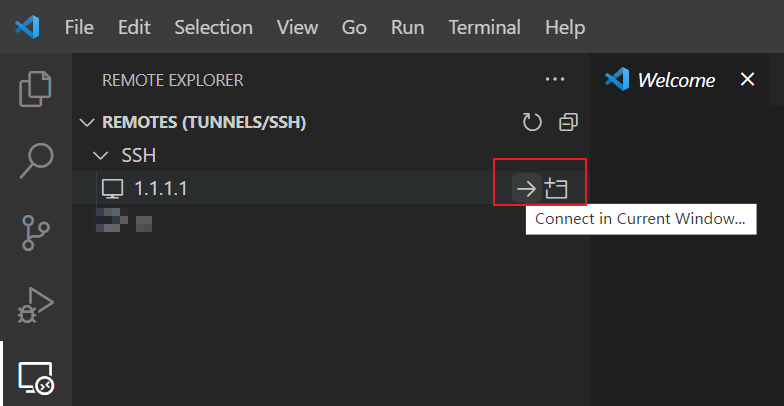 File Edit Selection View Go Run Terminal Help
REMOTE EXPLORER ... Welcome
REMOTES (TUNNELS/SSH)
SSH
1.1.1.1
Connect in Current Window...